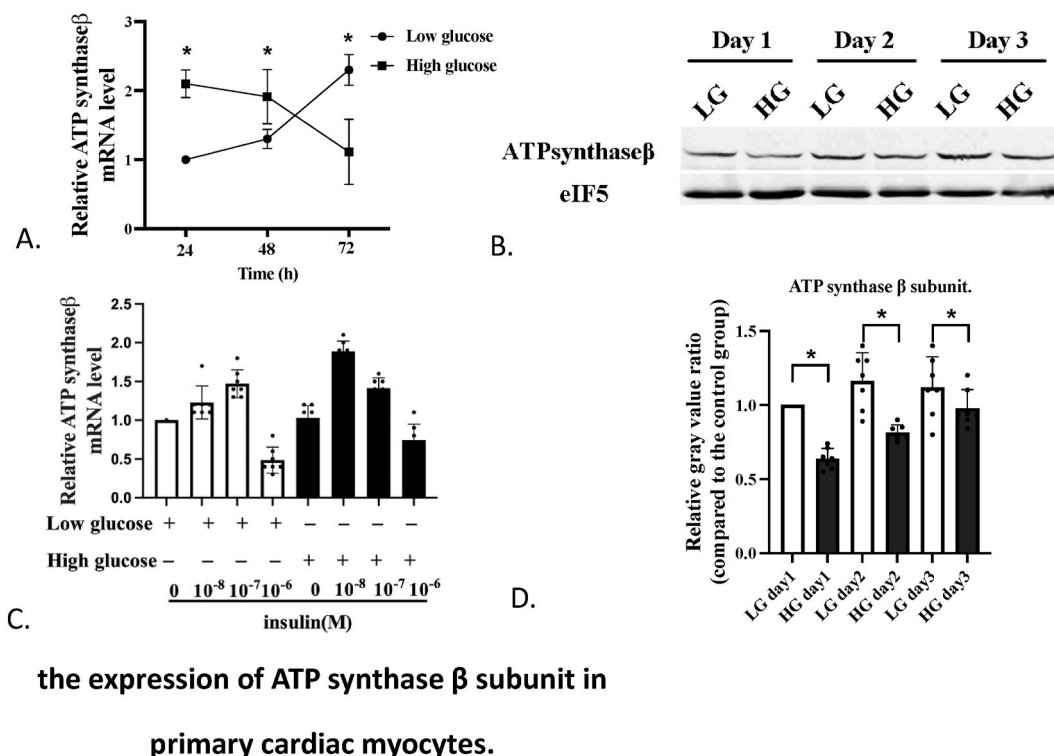 Relative ATP synthaseβ
mRNA level
3
2
1
0
*
*
*
24
48
72
Time (h)
Low glucose
High glucose
A.
Day 1
Day 2
Day 3
LG
HG
LG
HG
LG
HG
ATPsynthaseβ
eIF5
B.
Relative ATP synthaseβ
mRNA level
2.5
2.0
1.5
1.0
0.5
0.0
Low glucose + + + + − − − −
High glucose − − − − + + + +
0 10⁻⁸ 10⁻⁷ 10⁻⁶ 0 10⁻⁸ 10⁻⁷ 10⁻⁶
insulin(M)
C.
ATP synthase β subunit.
Relative gray value ratio
(compared to the control group)
1.5
1.0
0.5
0.0
*
*
*
LG day1
HG day1
LG day2
HG day2
LG day3
HG day3
D.
the expression of ATP synthase β subunit in
primary cardiac myocytes.